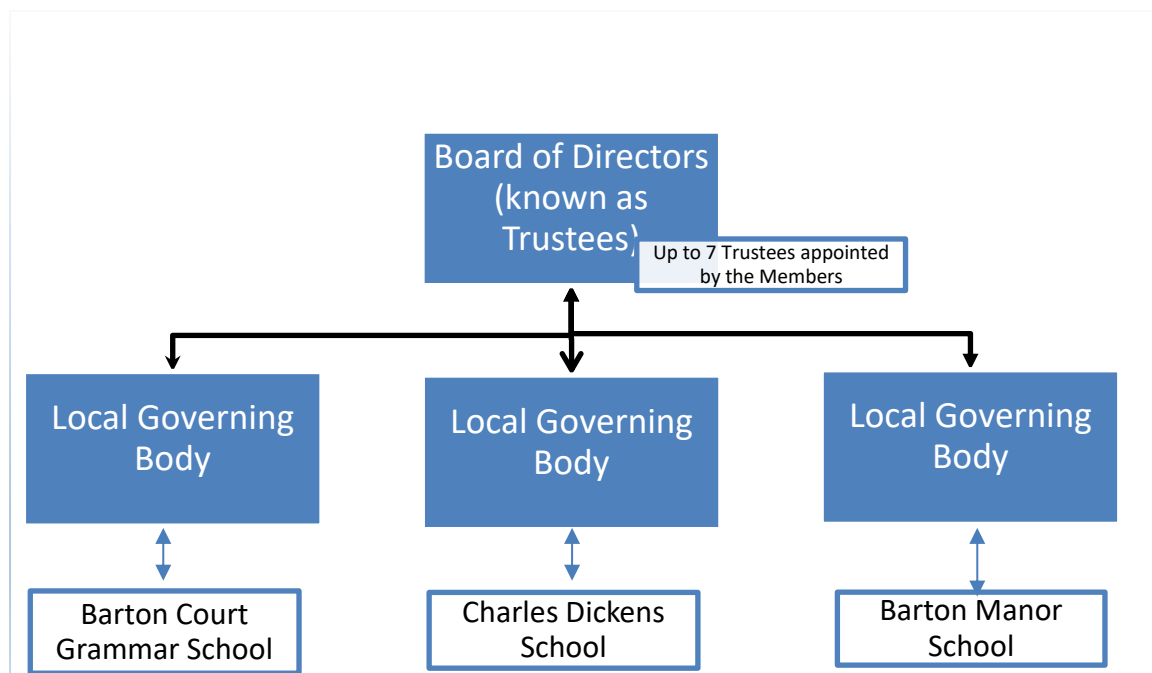 Board of Directors
(known as
Trustees)
Up to 7 Trustees appointed
by the Members
Local Governing
Body
Local Governing
Body
Local Governing
Body
Barton Court
Grammar School
Charles Dickens
School
Barton Manor
School